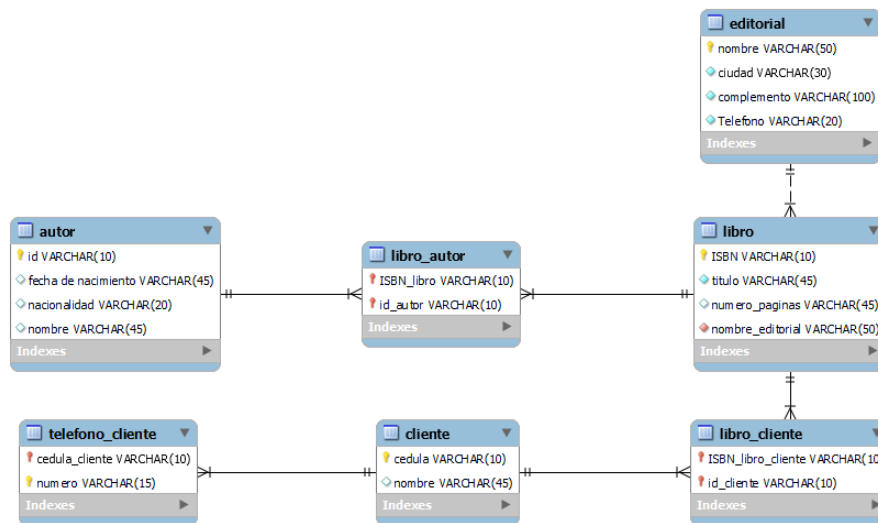 editorial
nombre VARCHAR(50)
ciudad VARCHAR(30)
complemento VARCHAR(100)
Telefono VARCHAR(20)
Indexes
autor
id VARCHAR(10)
fecha de nacimiento VARCHAR(45)
nacionalidad VARCHAR(20)
nombre VARCHAR(45)
Indexes
libro_autor
ISBN_libro VARCHAR(10)
id_autor VARCHAR(10)
Indexes
libro
ISBN VARCHAR(10)
titulo VARCHAR(45)
numero_paginas VARCHAR(45)
nombre_editorial VARCHAR(50)
Indexes
telefono_cliente
cedula_cliente VARCHAR(10)
numero VARCHAR(15)
Indexes
cliente
cedula VARCHAR(10)
nombre VARCHAR(45)
Indexes
libro_cliente
ISBN_libro_cliente VARCHAR(10
id_cliente VARCHAR(10)
Indexes